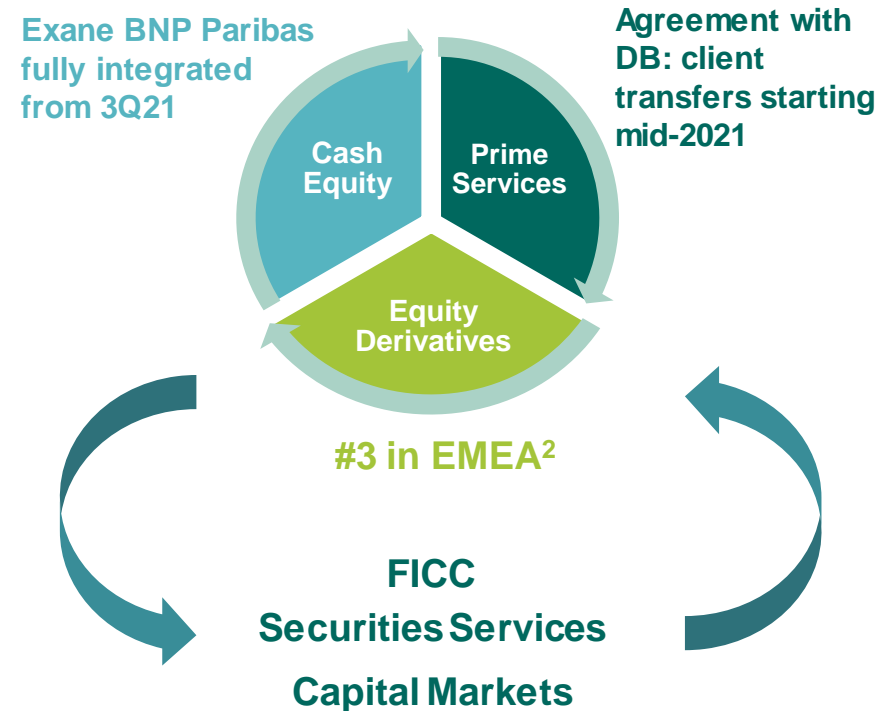 Exane BNP Paribas
fully integrated
from 3Q21
Agreement with
DB: client
transfers starting
mid-2021
Cash
Equity
Prime
Services
Equity
Derivatives
#3 in EMEA²
FICC
Securities Services
Capital Markets